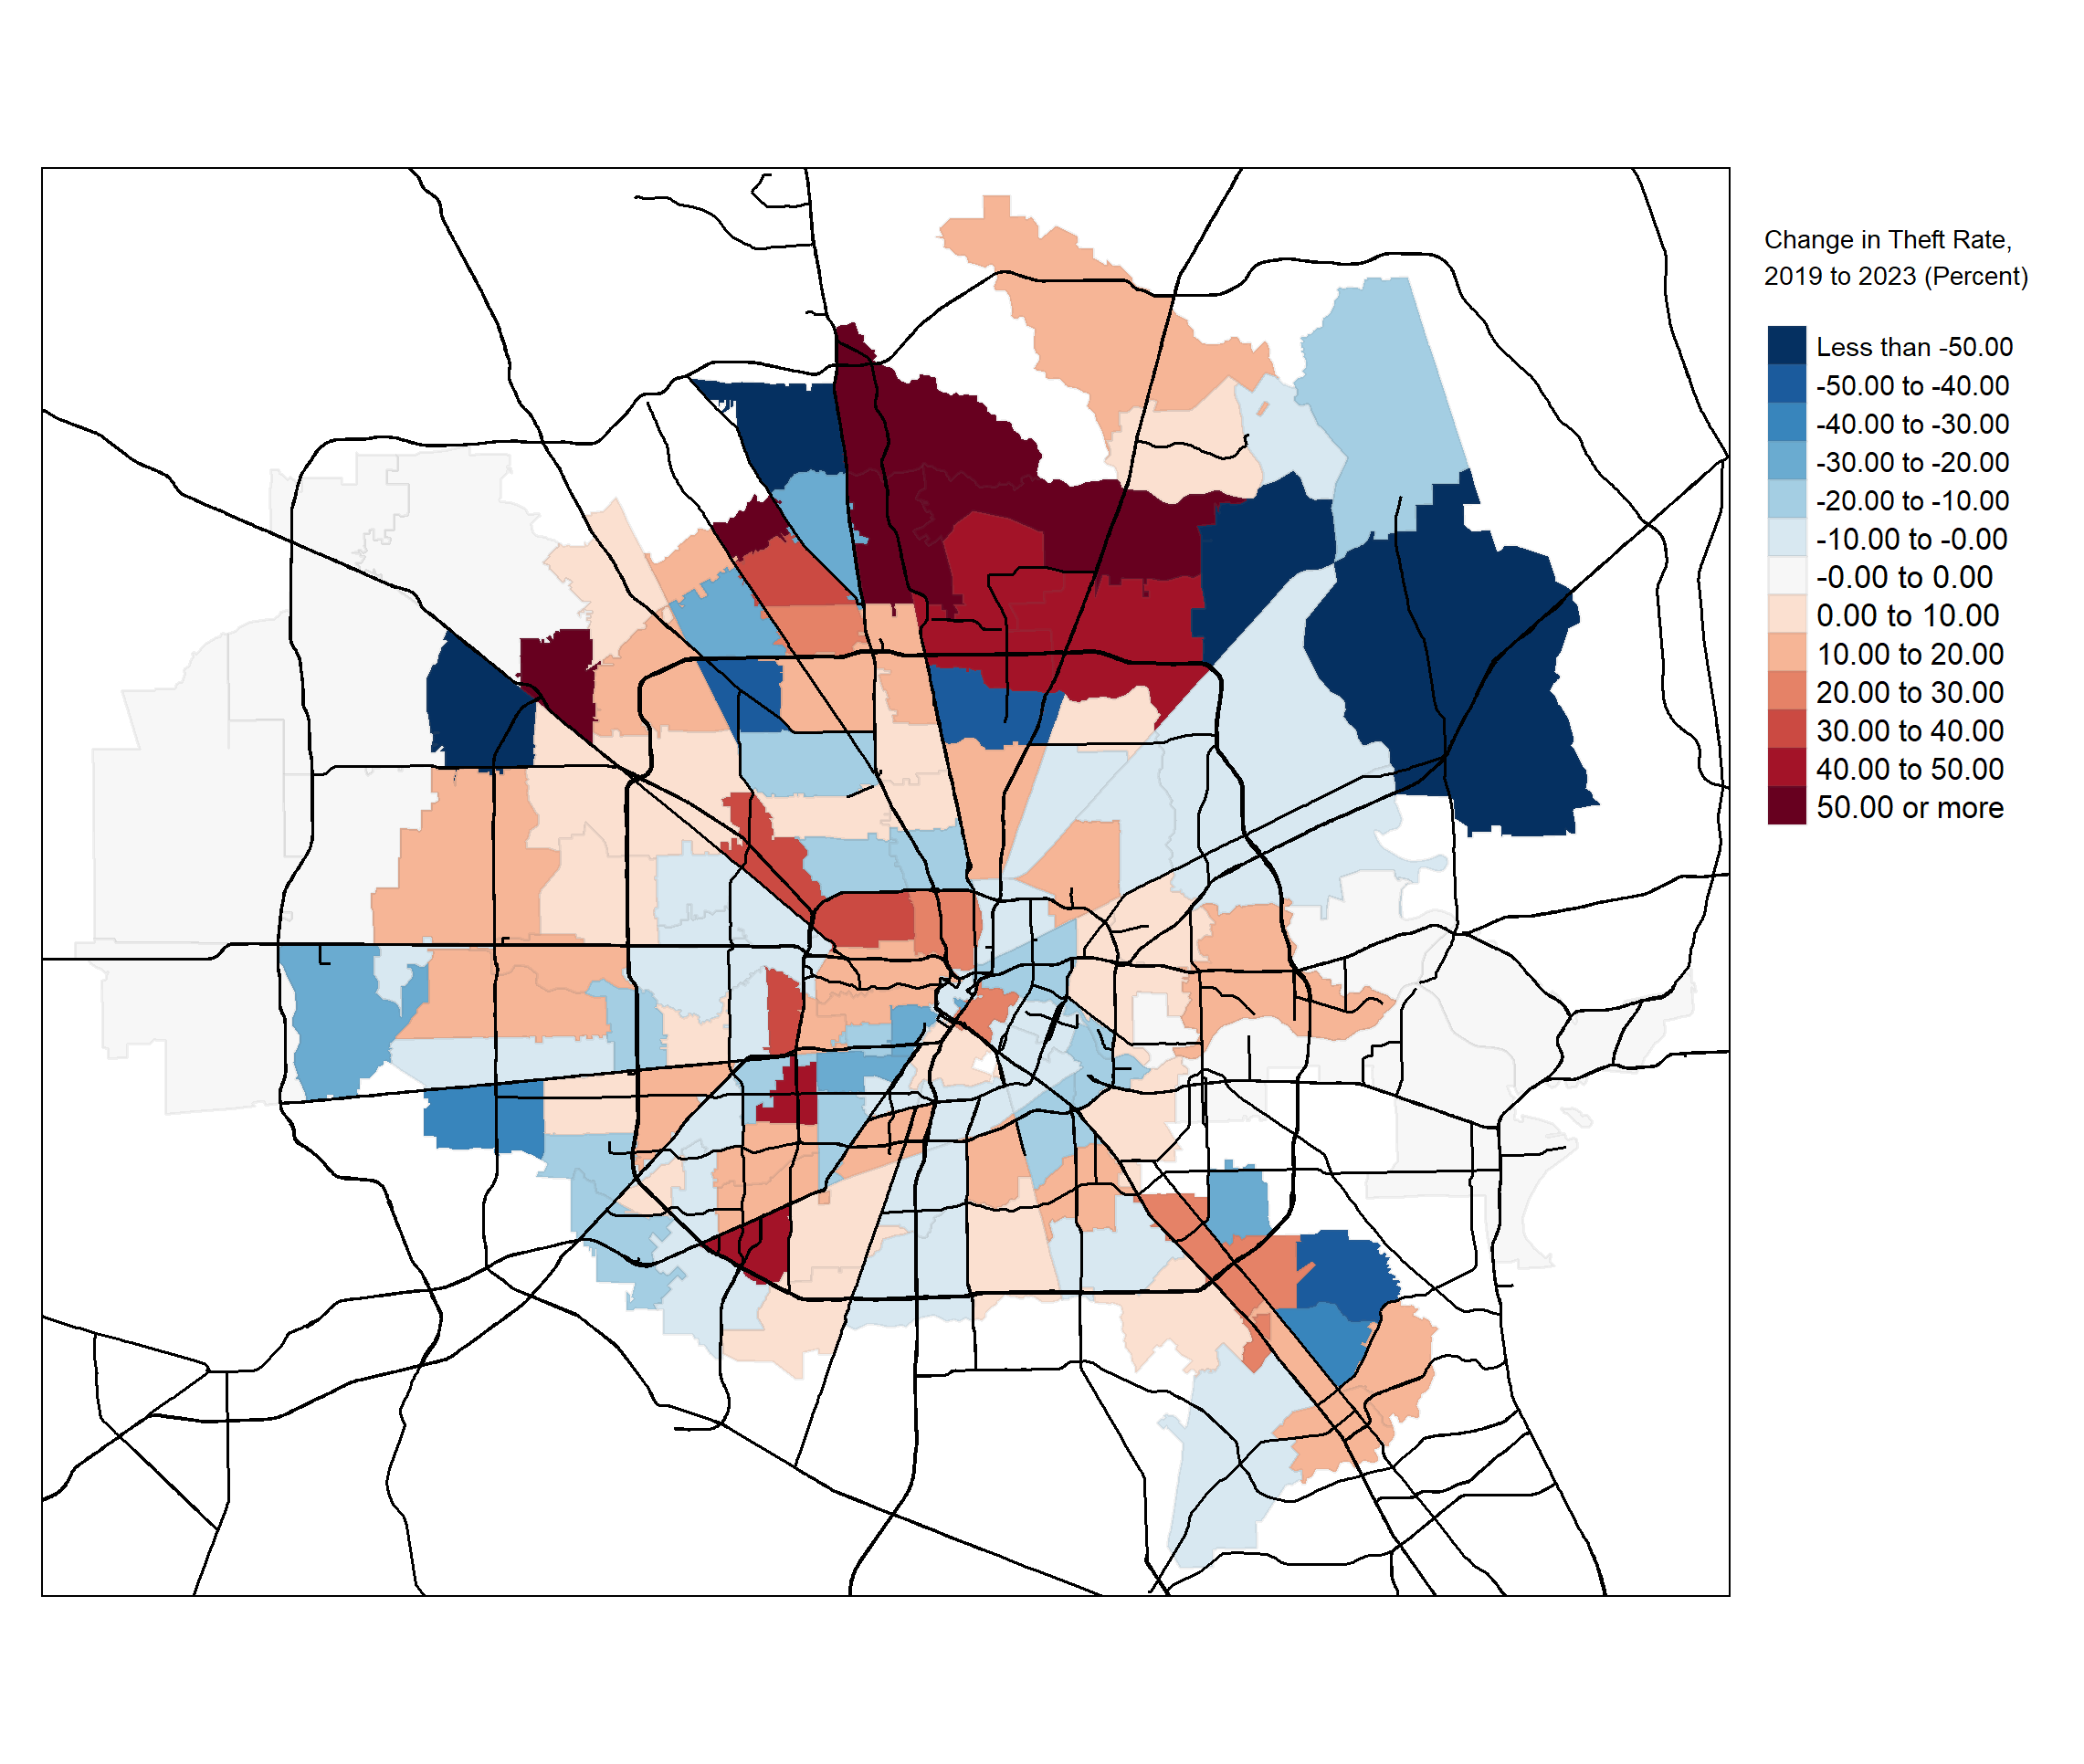 Change in Theft Rate,
2019 to 2023 (Percent)
Less than -50.00
-50.00 to -40.00
-40.00 to -30.00
-30.00 to -20.00
-20.00 to -10.00
-10.00 to -0.00
-0.00 to 0.00
0.00 to 10.00
10.00 to 20.00
20.00 to 30.00
30.00 to 40.00
40.00 to 50.00
50.00 or more